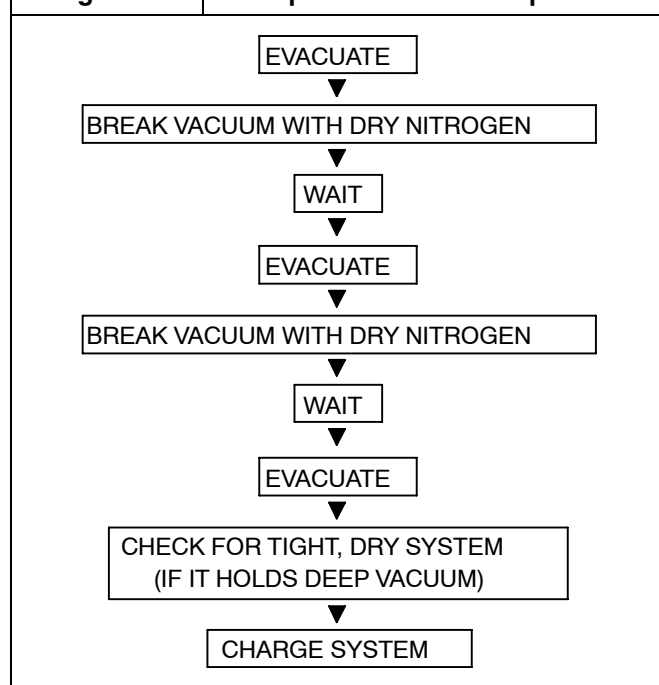 EVACUATE
BREAK VACUUM WITH DRY NITROGEN
WAIT
EVACUATE
BREAK VACUUM WITH DRY NITROGEN
WAIT
EVACUATE
CHECK FOR TIGHT, DRY SYSTEM
(IF IT HOLDS DEEP VACUUM)
CHARGE SYSTEM